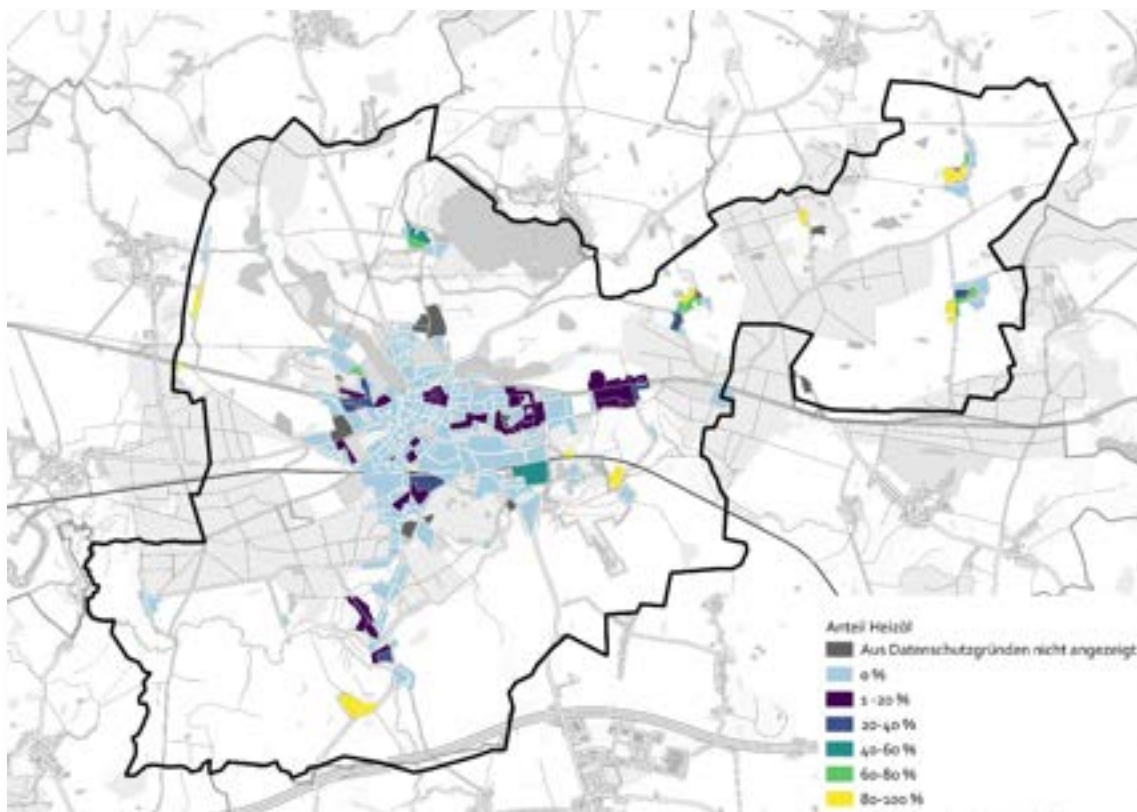 Anteil Heizöl
Aus Datenschutzgründen nicht angezeigt
0 %
1 -20 %
20-40 %
40-60 %
60-80 %
80-100 %